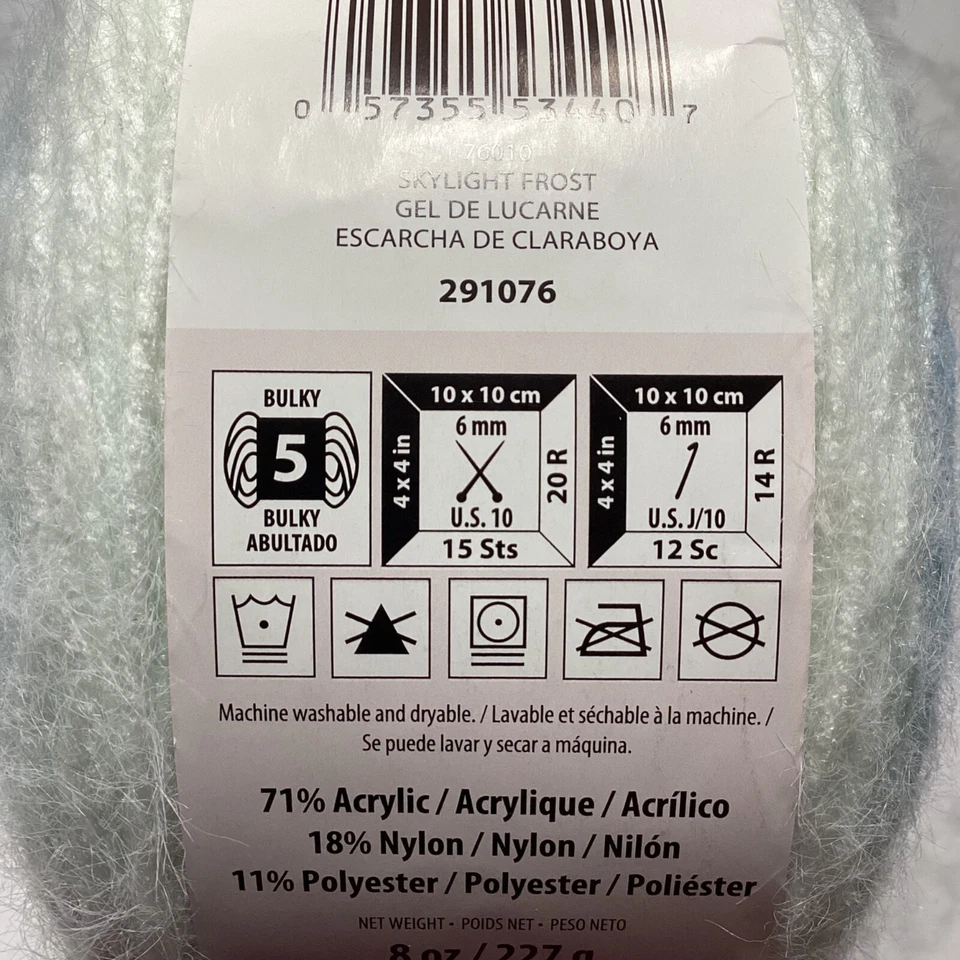 0 57355 53440 7
76010
SKYLIGHT FROST
GEL DE LUCARNE
ESCARCHA DE CLARABOYA
291076
BULKY
5
BULKY
ABULTADO
10 x 10 cm
4 x 4 in
6 mm
U.S. 10
20 R
15 Sts
10 x 10 cm
4 x 4 in
6 mm
U.S. J/10
14 R
12 Sc
Machine washable and dryable. / Lavable et séchable à la machine. /
Se puede lavar y secar a máquina.
71% Acrylic / Acrylique / Acrílico
18% Nylon / Nylon / Nilón
11% Polyester / Polyester / Poliéster
NET WEIGHT - POIDS NET - PESO NETO
8 oz / 227 g